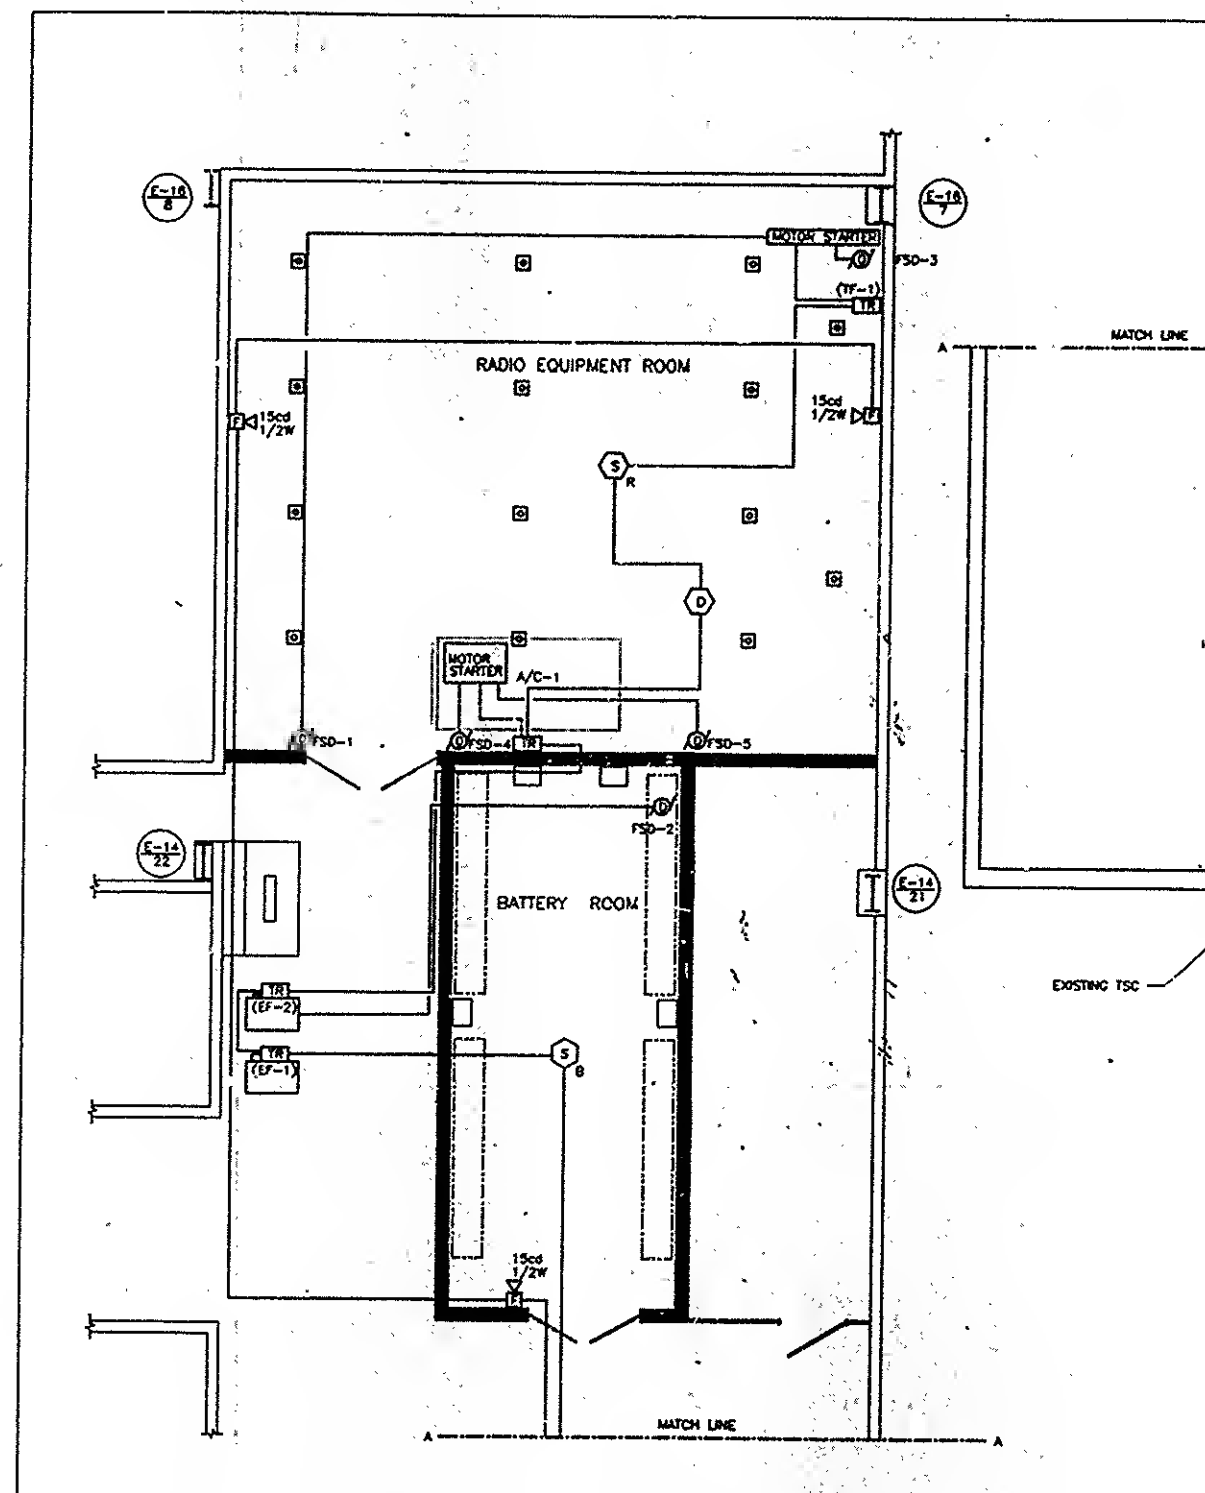 E-16
8
E-16
7
MOTOR STARTER
D
FSD-3
(TF-1)
TR
MATCH LINE
A
RADIO EQUIPMENT ROOM
15cd
1/2W
F
15cd
1/2W
F
S
R
D
MOTOR
STARTER
A/C-1
FSD-1
D
FSD-4
TR
D
FSD-5
D
FSD-2
E-14
22
E-14
21
BATTERY ROOM
EXISTING TSC
TR
(EF-2)
TR
(EF-1)
S
B
15cd
1/2W
F
MATCH LINE
A
A